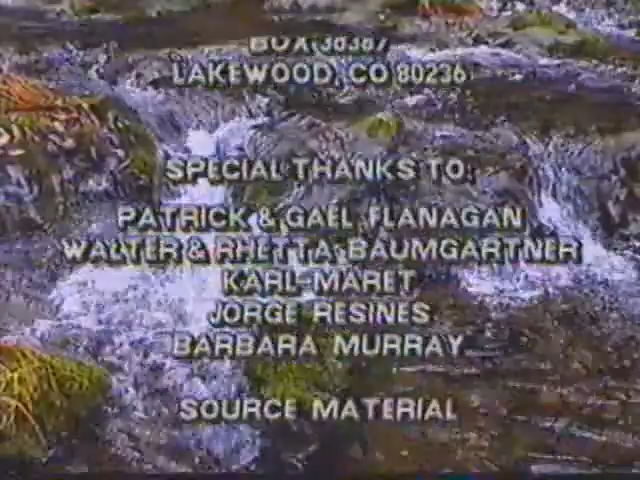 BOX
LAKEWOOD, CO 80236
SPECIAL THANKS TO:
PATRICK & GAEL FLANAGAN
WALTER & RHETTA BAUMGARTNER
KARL MARET
JORGE RESINES
BARBARA MURRAY
SOURCE MATERIAL